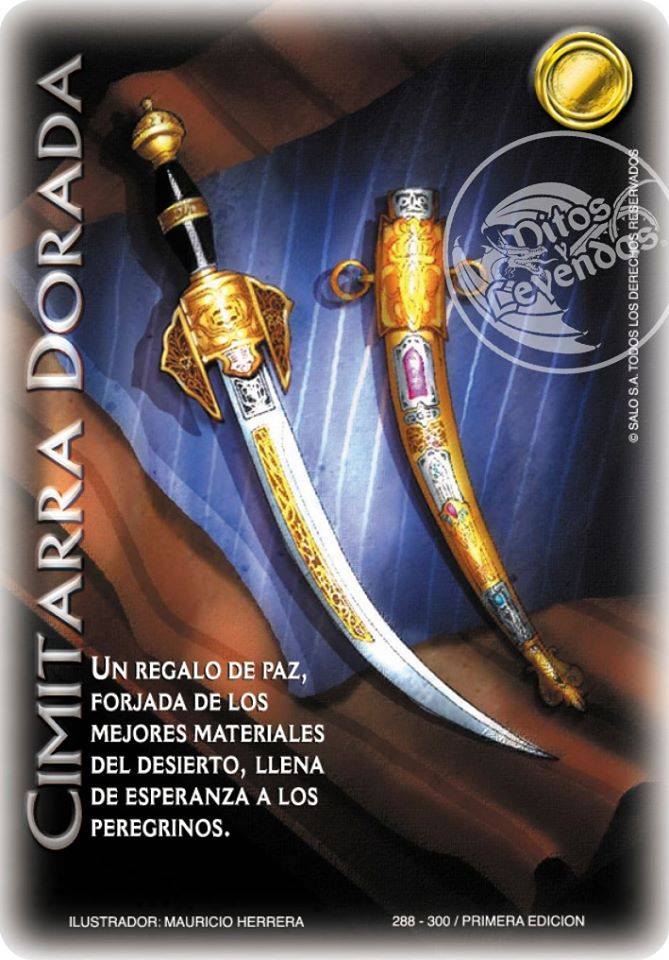 CIMITARRA DORADA
Mitos
y
Leyendas
© SALO S.A. TODOS LOS DERECHOS RESERVADOS
UN REGALO DE PAZ,
FORJADA DE LOS
MEJORES MATERIALES
DEL DESIERTO, LLENA
DE ESPERANZA A LOS
PEREGRINOS.
ILUSTRADOR: MAURICIO HERRERA
288 - 300 / PRIMERA EDICION